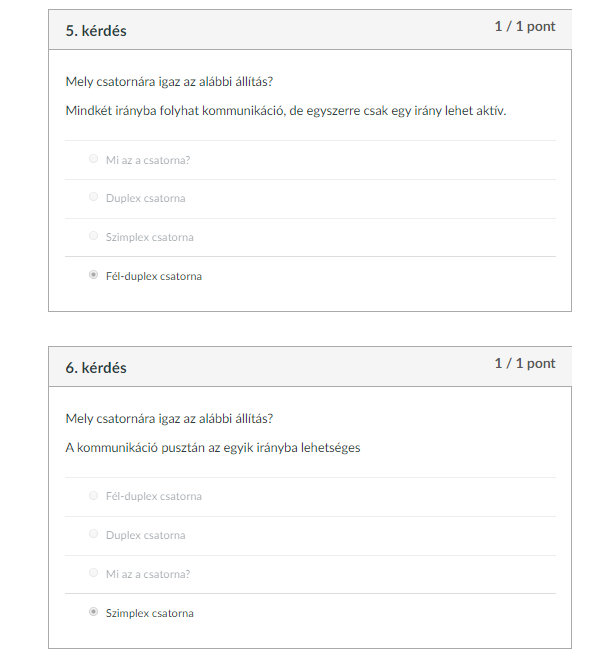 5. kérdés
1 / 1 pont
Mely csatornára igaz az alábbi állítás?
Mindkét irányba folyhat kommunikáció, de egyszerre csak egy irány lehet aktív.
Mi az a csatorna?
Duplex csatorna
Szimplex csatorna
Fél-duplex csatorna
6. kérdés
1 / 1 pont
Mely csatornára igaz az alábbi állítás?
A kommunikáció pusztán az egyik irányba lehetséges
Fél-duplex csatorna
Duplex csatorna
Mi az a csatorna?
Szimplex csatorna